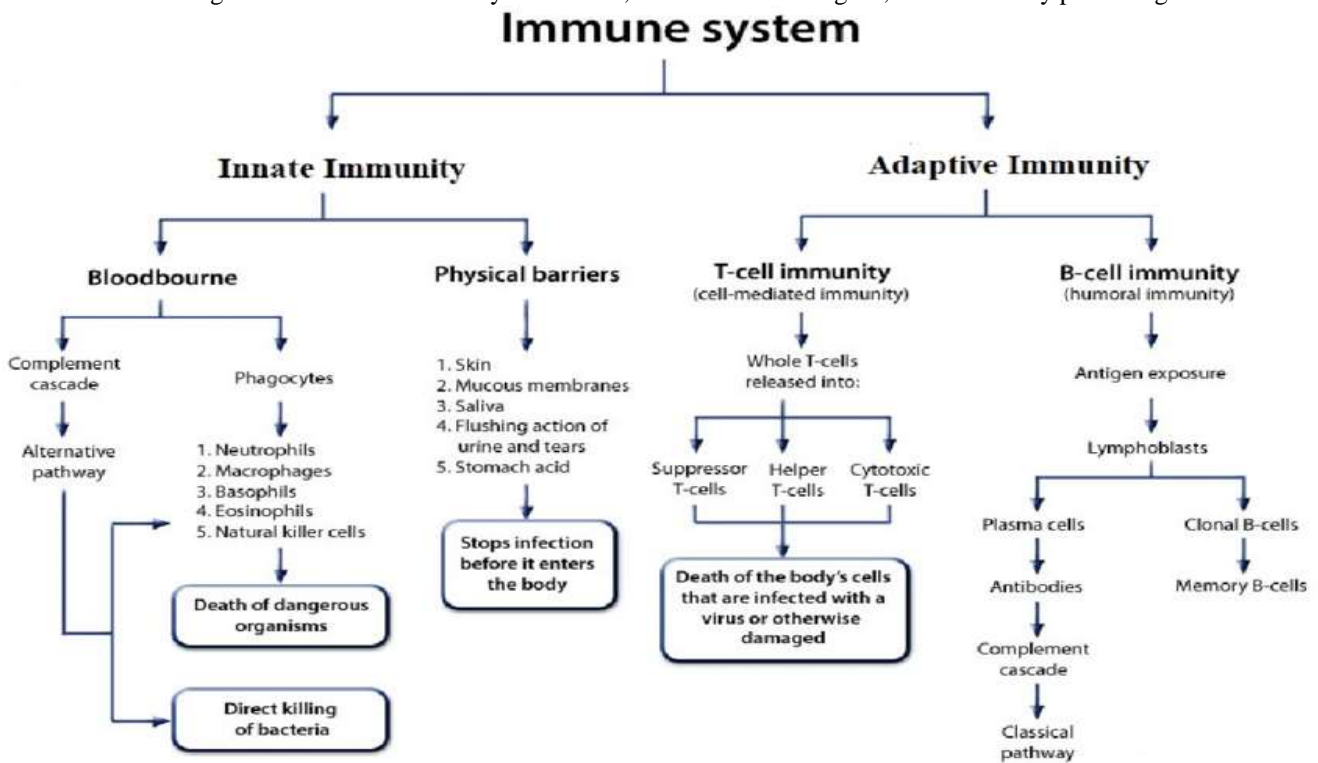 Immune system
Innate Immunity
Adaptive Immunity
Bloodbourne
Physical barriers
T-cell immunity
(cell-mediated immunity)
B-cell immunity
(humoral immunity)
Complement
cascade
Phagocytes
1. Skin
2. Mucous membranes
3. Saliva
4. Flushing action of
urine and tears
5. Stomach acid
Whole T-cells
released into:
Antigen exposure
Alternative
pathway
1. Neutrophils
2. Macrophages
3. Basophils
4. Eosinophils
5. Natural killer cells
Suppressor
T-cells
Helper
T-cells
Cytotoxic
T-cells
Lymphoblasts
Plasma cells
Clonal B-cells
Stops infection
before it enters
the body
Death of dangerous
organisms
Death of the body's cells
that are infected with a
virus or otherwise
damaged
Antibodies
Memory B-cells
Complement
cascade
Direct killing
of bacteria
Classical
pathway